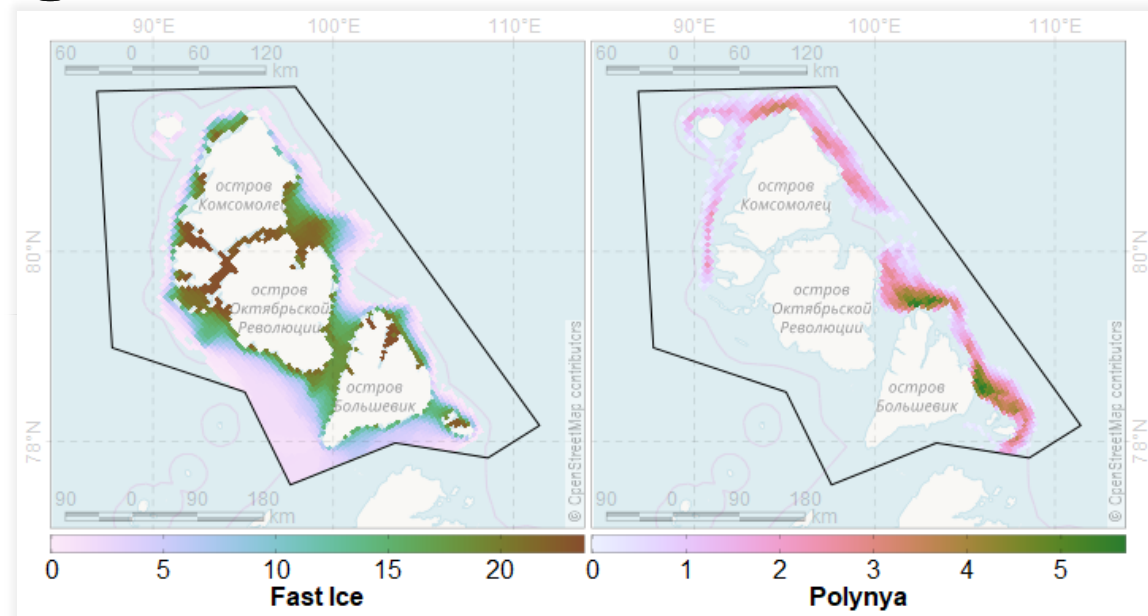 90°E 100°E 110°E 90°E 100°E 110°E
60 0 60 120 km
60 0 60 120 km
остров Комсомоле
остров Комсомолец
80°N 80°N
остров Октябрьской Революции
остров Октябрьской Революции
остров Большевик
остров Большевик
78°N 78°N
© OpenStreetMap contributors
© OpenStreetMap contributors
90 0 90 180 km
90 0 90 180 km
0 5 10 15 20
0 1 2 3 4 5
Fast Ice
Polynya